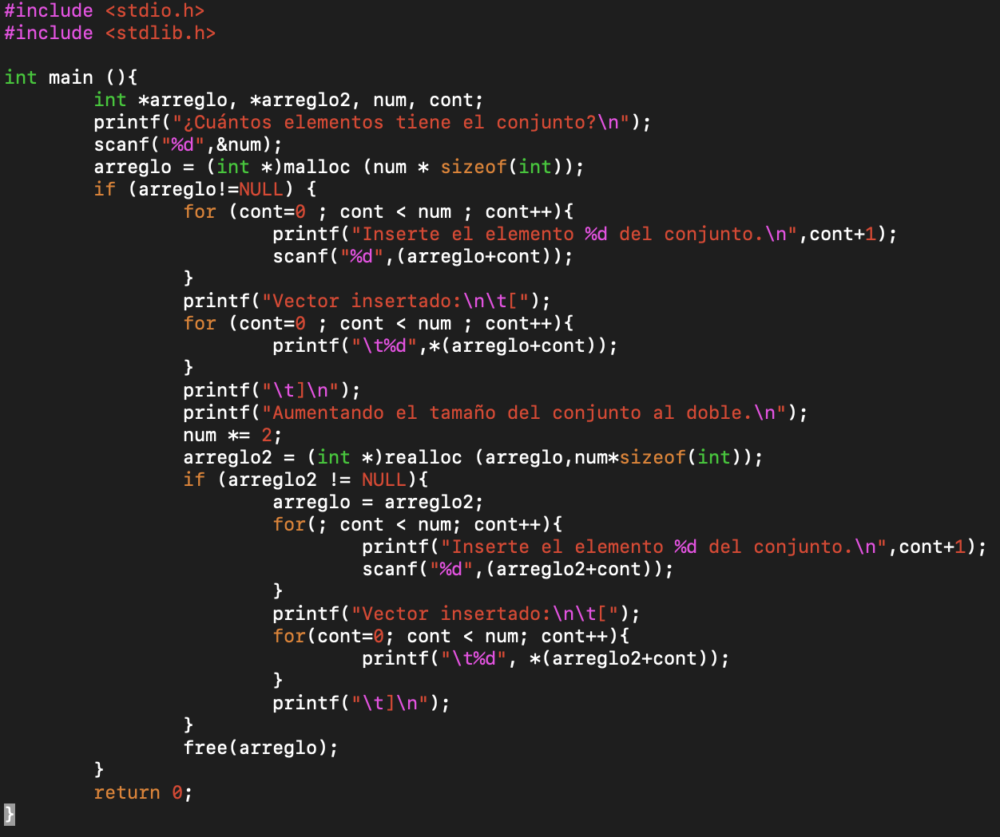 #include <stdio.h>
#include <stdlib.h>

int main (){
        int *arreglo, *arreglo2, num, cont;
        printf("¿Cuántos elementos tiene el conjunto?\n");
        scanf("%d",&num);
        arreglo = (int *)malloc (num * sizeof(int));
        if (arreglo!=NULL) {
                for (cont=0 ; cont < num ; cont++){
                        printf("Inserte el elemento %d del conjunto.\n",cont+1);
                        scanf("%d",(arreglo+cont));
                }
                printf("Vector insertado:\n\t[");
                for (cont=0 ; cont < num ; cont++){
                        printf("\t%d",*(arreglo+cont));
                }
                printf("\t]\n");
                printf("Aumentando el tamaño del conjunto al doble.\n");
                num *= 2;
                arreglo2 = (int *)realloc (arreglo,num*sizeof(int));
                if (arreglo2 != NULL){
                        arreglo = arreglo2;
                        for(; cont < num; cont++){
                                printf("Inserte el elemento %d del conjunto.\n",cont+1);
                                scanf("%d",(arreglo2+cont));
                        }
                        printf("Vector insertado:\n\t[");
                        for(cont=0; cont < num; cont++){
                                printf("\t%d", *(arreglo2+cont));
                        }
                        printf("\t]\n");
                }
                free(arreglo);
        }
        return 0;
}